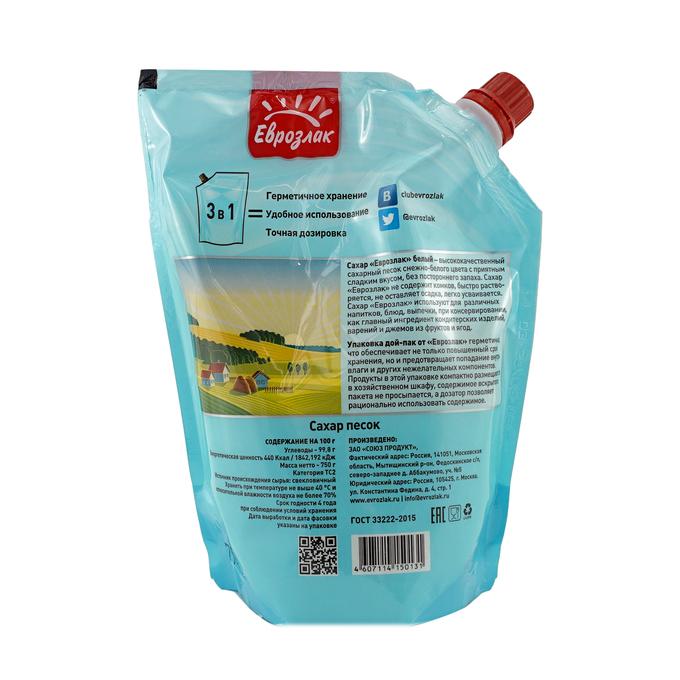 Еврозлак
3 в 1
=
Герметичное хранение
Удобное использование
Точная дозировка
clubevrozlak
@evrozlak
Сахар «Еврозлак» белый – высококачественный
сахарный песок снежно-белого цвета с приятным
сладким вкусом, без постороннего запаха. Сахар
«Еврозлак» не содержит комков, быстро раство-
ряется, не оставляет осадка, легко усваивается.
Сахар «Еврозлак» используют для различных
напитков, блюд, выпечки, при консервировании,
как главный ингредиент кондитерских изделий,
варений и джемов из фруктов и ягод.
Упаковка дой-пак от «Еврозлак» герметична,
что обеспечивает не только повышенный срок
хранения, но и предотвращает попадание
влаги и других нежелательных компонентов.
Продукты в этой упаковке компактно
в хозяйственном шкафу, содержимое
пакета не просыпается, а дозатор позволяет
рационально использовать содержимое.
Сахар песок
СОДЕРЖАНИЕ НА 100 г
Углеводы – 99,8 г
Энергетическая ценность 440 Ккал / 1842,192 кДж
Масса нетто - 750 г
Категория ТС2
Источник происхождения сырья: свекловичный
Хранить при температуре не выше 40 °С и
относительной влажности воздуха не более 70%
Срок годности 4 года
при соблюдении условий хранения
Дата выработки и дата фасовки
указаны на упаковке
ПРОИЗВЕДЕНО:
ЗАО «СОЮЗ ПРОДУКТ»,
Фактический адрес: Россия, 141051, Московская
область, Мытищинский р-он, Федоскинское с/п,
северо-западнее д. Аббакумово, уч. №5
Юридический адрес: Россия, 105425, г. Москва,
ул. Константина Федина, д. 4, стр. 1
www.evrozlak.ru | info@evrozlak.ru
ГОСТ 33222-2015
EAC
4 607114 150131